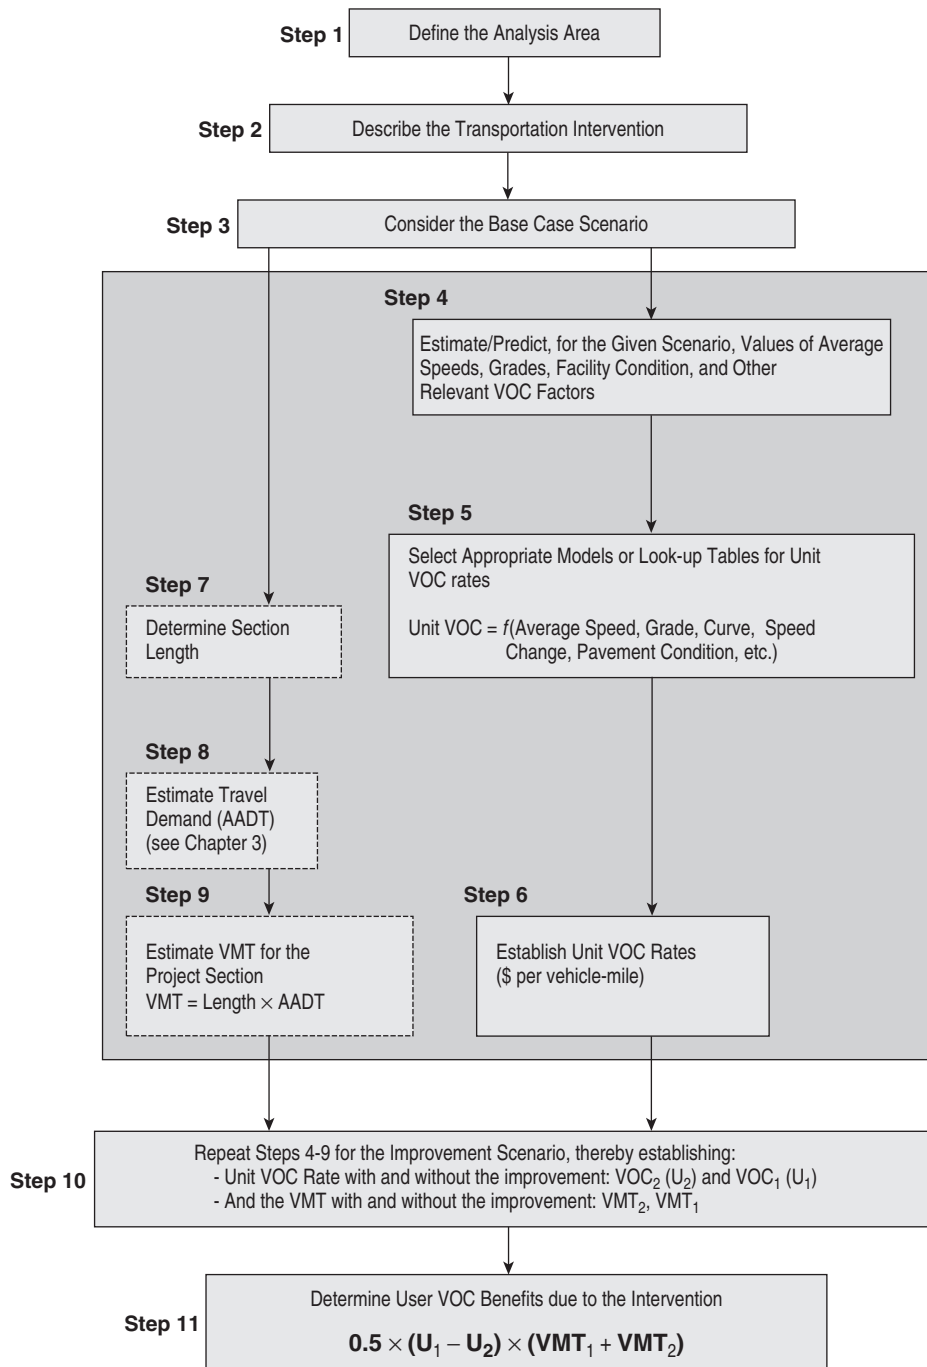 Step 1
Define the Analysis Area
Step 2
Describe the Transportation Intervention
Step 3
Consider the Base Case Scenario
Step 4
Estimate/Predict, for the Given Scenario, Values of Average
Speeds, Grades, Facility Condition, and Other
Relevant VOC Factors
Step 5
Select Appropriate Models or Look-up Tables for Unit
VOC rates
Unit VOC = f(Average Speed, Grade, Curve, Speed
Change, Pavement Condition, etc.)
Step 7
Determine Section
Length
Step 8
Estimate Travel
Demand (AADT)
(see Chapter 3)
Step 9
Estimate VMT for the
Project Section
VMT = Length × AADT
Step 6
Establish Unit VOC Rates
($ per vehicle-mile)
Step 10
Repeat Steps 4-9 for the Improvement Scenario, thereby establishing:
- Unit VOC Rate with and without the improvement: VOC₂ (U₂) and VOC₁ (U₁)
- And the VMT with and without the improvement: VMT₂, VMT₁
Step 11
Determine User VOC Benefits due to the Intervention
0.5 × (U₁ − U₂) × (VMT₁ + VMT₂)